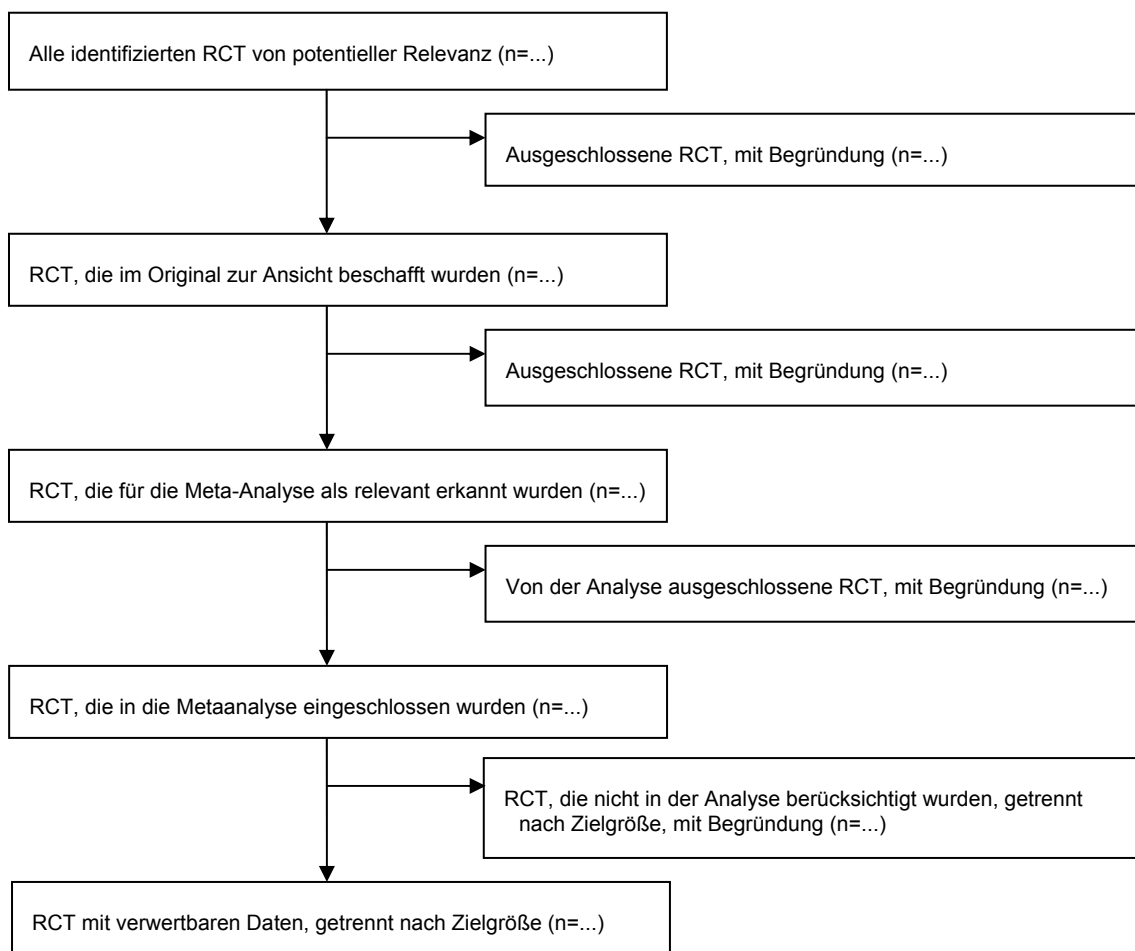 Alle identifizierten RCT von potentieller Relevanz (n=...)
Ausgeschlossene RCT, mit Begründung (n=...)
RCT, die im Original zur Ansicht beschafft wurden (n=...)
Ausgeschlossene RCT, mit Begründung (n=...)
RCT, die für die Meta-Analyse als relevant erkannt wurden (n=...)
Von der Analyse ausgeschlossene RCT, mit Begründung (n=...)
RCT, die in die Metaanalyse eingeschlossen wurden (n=...)
RCT, die nicht in der Analyse berücksichtigt wurden, getrennt
nach Zielgröße, mit Begründung (n=...)
RCT mit verwertbaren Daten, getrennt nach Zielgröße (n=...)